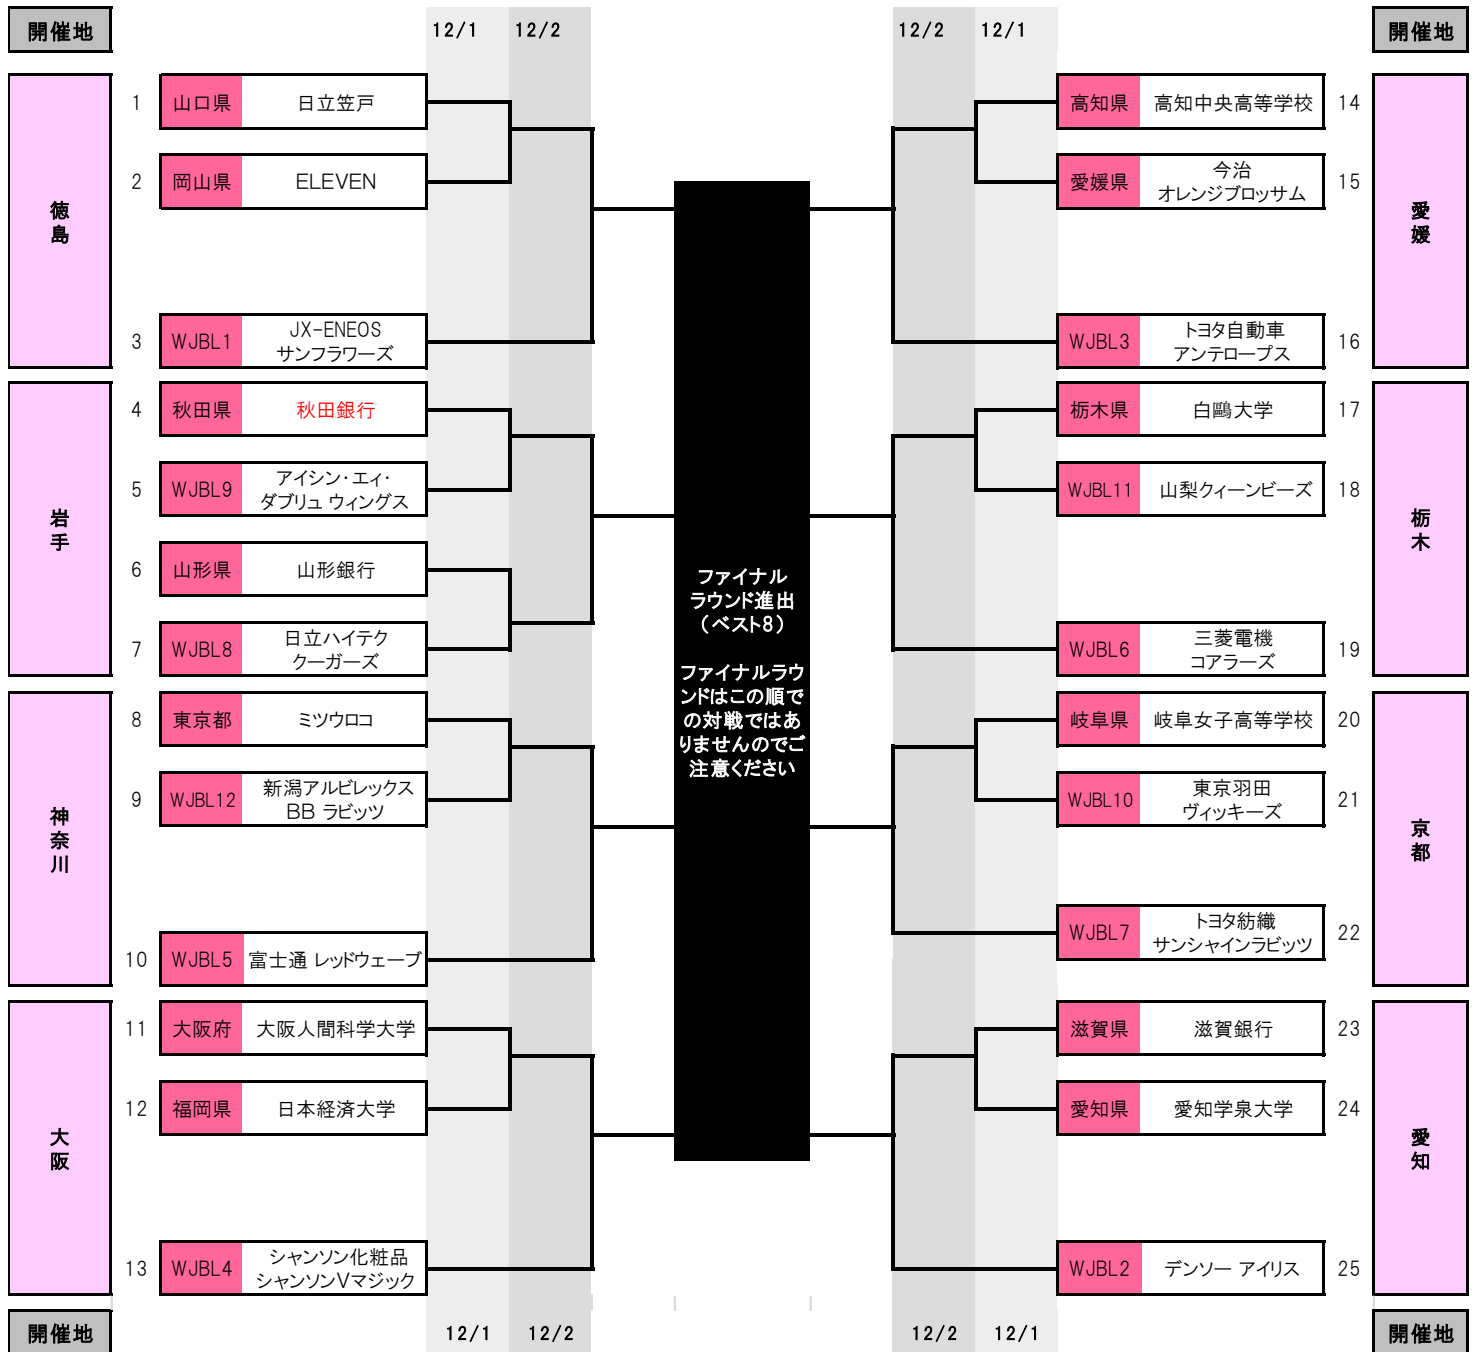 開催地
12/1 12/2
12/2 12/1
開催地
徳島
1 山口県 日立笠戸
2 岡山県 ELEVEN
3 WJBL1 JX-ENEOS
サンフラワーズ
岩手
4 秋田県 秋田銀行
5 WJBL9 アイシン・エィ・
ダブリュ ウィングス
6 山形県 山形銀行
7 WJBL8 日立ハイテク
クーガーズ
神奈川
8 東京都 ミツウロコ
9 WJBL12 新潟アルビレックス
BB ラビッツ
10 WJBL5 富士通 レッドウェーブ
大阪
11 大阪府 大阪人間科学大学
12 福岡県 日本経済大学
13 WJBL4 シャンソン化粧品
シャンソンVマジック
開催地
12/1 12/2
ファイナル
ラウンド進出
(ベスト8)
ファイナルラウ
ンドはこの順で
の対戦ではあ
りませんのでご
注意ください
高知県 高知中央高等学校 14
愛媛県 今治
オレンジブロッサム 15
WJBL3 トヨタ自動車
アンテロープス 16
愛媛
栃木県 白鷗大学 17
WJBL11 山梨クィーンビーズ 18
WJBL6 三菱電機
コアラーズ 19
栃木
岐阜県 岐阜女子高等学校 20
WJBL10 東京羽田
ヴィッキーズ 21
WJBL7 トヨタ紡織
サンシャインラビッツ 22
京都
滋賀県 滋賀銀行 23
愛知県 愛知学泉大学 24
WJBL2 デンソー アイリス 25
愛知
12/2 12/1
開催地